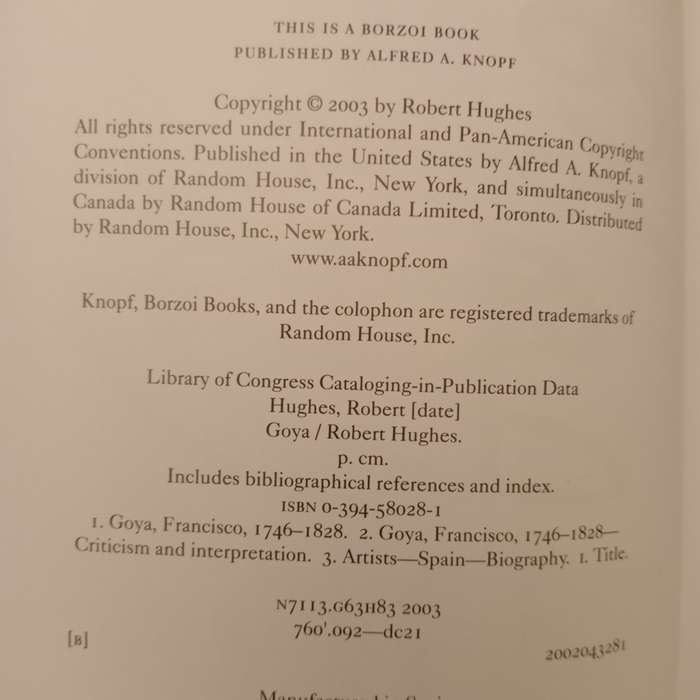 THIS IS A BORZOI BOOK
PUBLISHED BY ALFRED A. KNOPF
Copyright © 2003 by Robert Hughes
All rights reserved under International and Pan-American Copyright
Conventions. Published in the United States by Alfred A. Knopf, a
division of Random House, Inc., New York, and simultaneously in
Canada by Random House of Canada Limited, Toronto. Distributed
by Random House, Inc., New York.
www.aaknopf.com
Knopf, Borzoi Books, and the colophon are registered trademarks of
Random House, Inc.
Library of Congress Cataloging-in-Publication Data
Hughes, Robert [date]
Goya / Robert Hughes.
p. cm.
Includes bibliographical references and index.
ISBN 0-394-58028-1
1. Goya, Francisco, 1746–1828. 2. Goya, Francisco, 1746–1828—
Criticism and interpretation. 3. Artists—Spain—Biography. 1. Title.
N7113.G63H83 2003
760'.092—dc21
[B] 2002043281